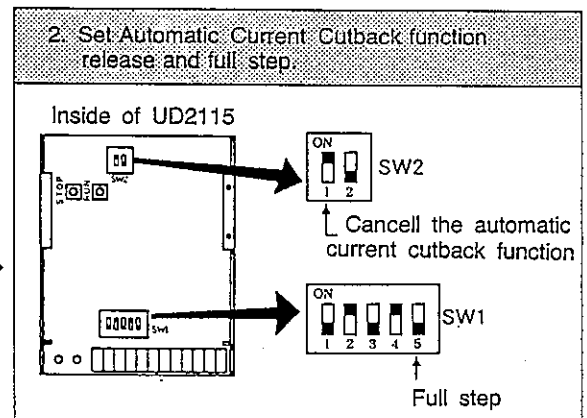 2. Set Automatic Current Cutback function
release and full step.
Inside of UD2115
SW2
STOP
RUN
SW1
ON
1 2
SW2
Cancell the automatic
current cutback function
ON
1 2 3 4 5
SW1
Full step